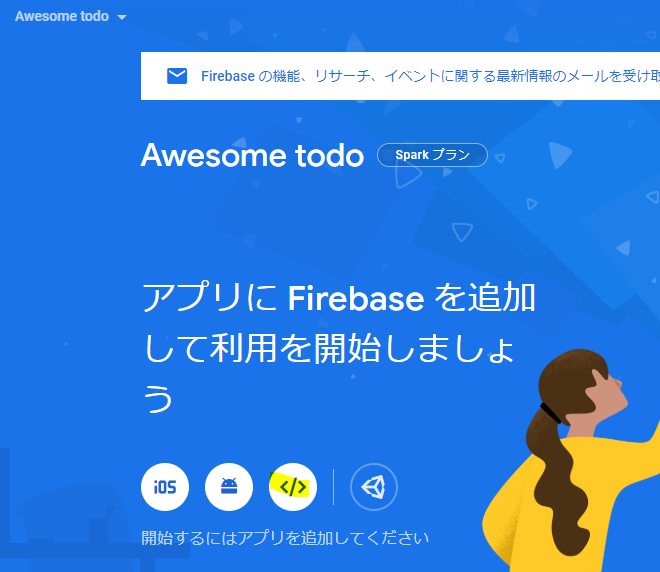 Awesome todo
Firebase の機能、リサーチ、イベントに関する最新情報のメールを受け取
Awesome todo
Spark プラン
アプリに Firebase を追加
して利用を開始しましょ
う
iOS
</>
開始するにはアプリを追加してください